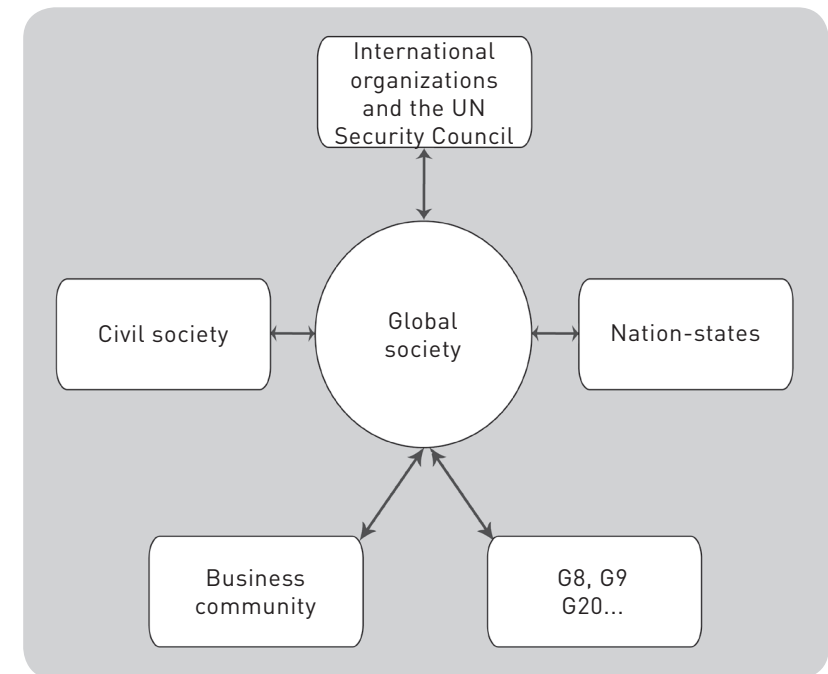 International
organizations
and the UN
Security Council
Civil society
Global
society
Nation-states
Business
community
G8, G9
G20...